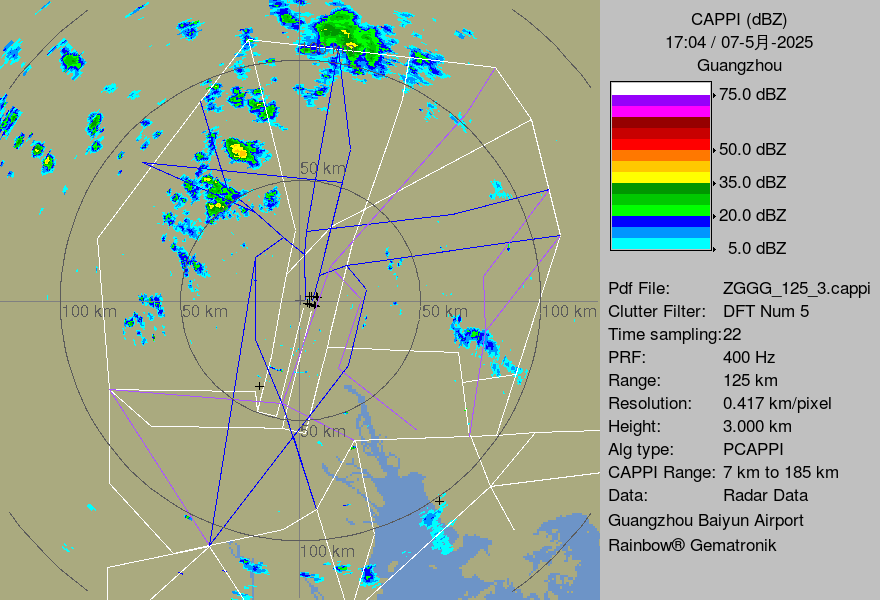 CAPPI (dBZ)
17:04 / 07-5月-2025
Guangzhou
75.0 dBZ
50.0 dBZ
35.0 dBZ
20.0 dBZ
5.0 dBZ
50 km
100 km
50 km
50 km
100 km
50 km
100 km
Pdf File: ZGGG_125_3.cappi
Clutter Filter: DFT Num 5
Time sampling:22
PRF: 400 Hz
Range: 125 km
Resolution: 0.417 km/pixel
Height: 3.000 km
Alg type: PCAPPI
CAPPI Range: 7 km to 185 km
Data: Radar Data
Guangzhou Baiyun Airport
Rainbow® Gematronik